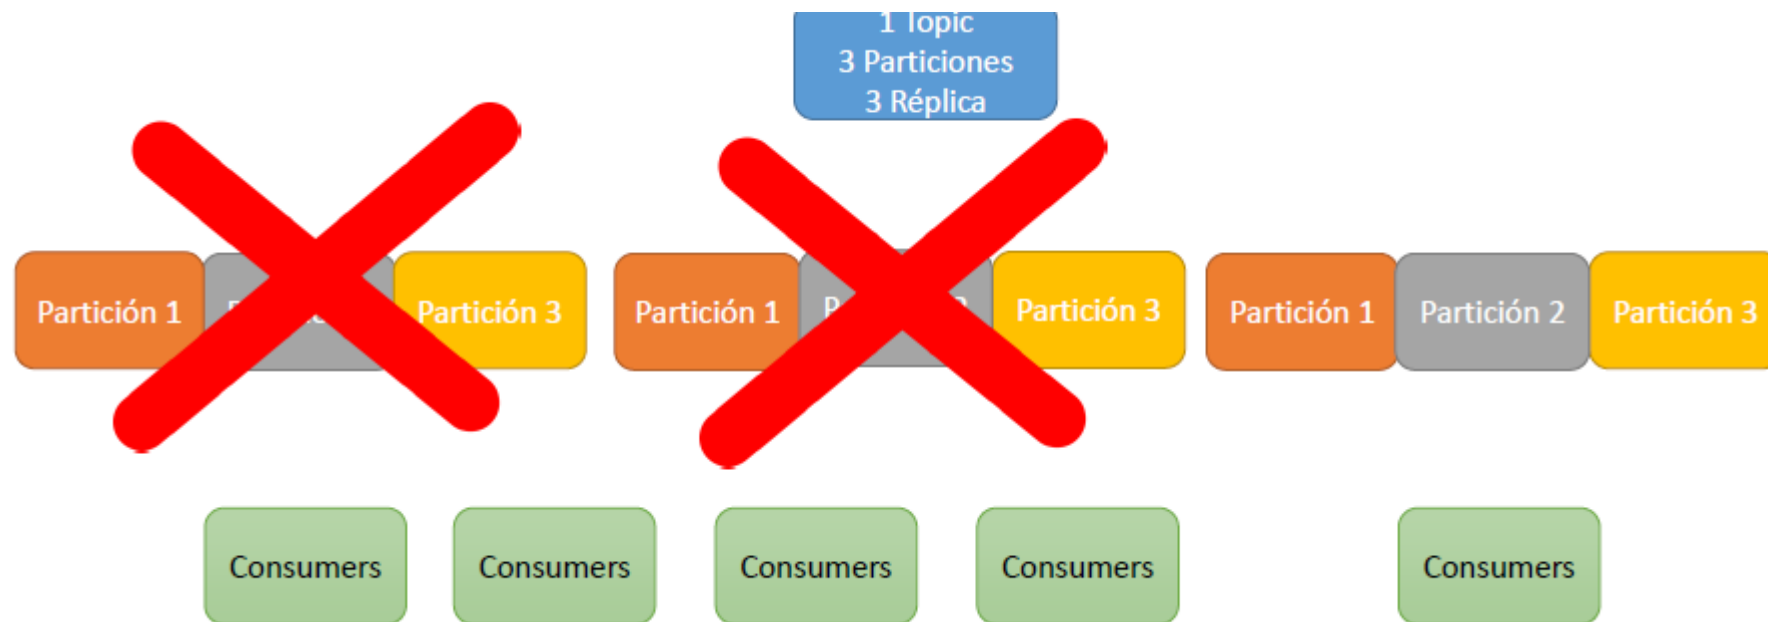 1 Topic
3 Particiones
3 Réplica
Partición 1
Partición 3
Partición 1
Partición 3
Partición 1
Partición 2
Partición 3
Consumers
Consumers
Consumers
Consumers
Consumers